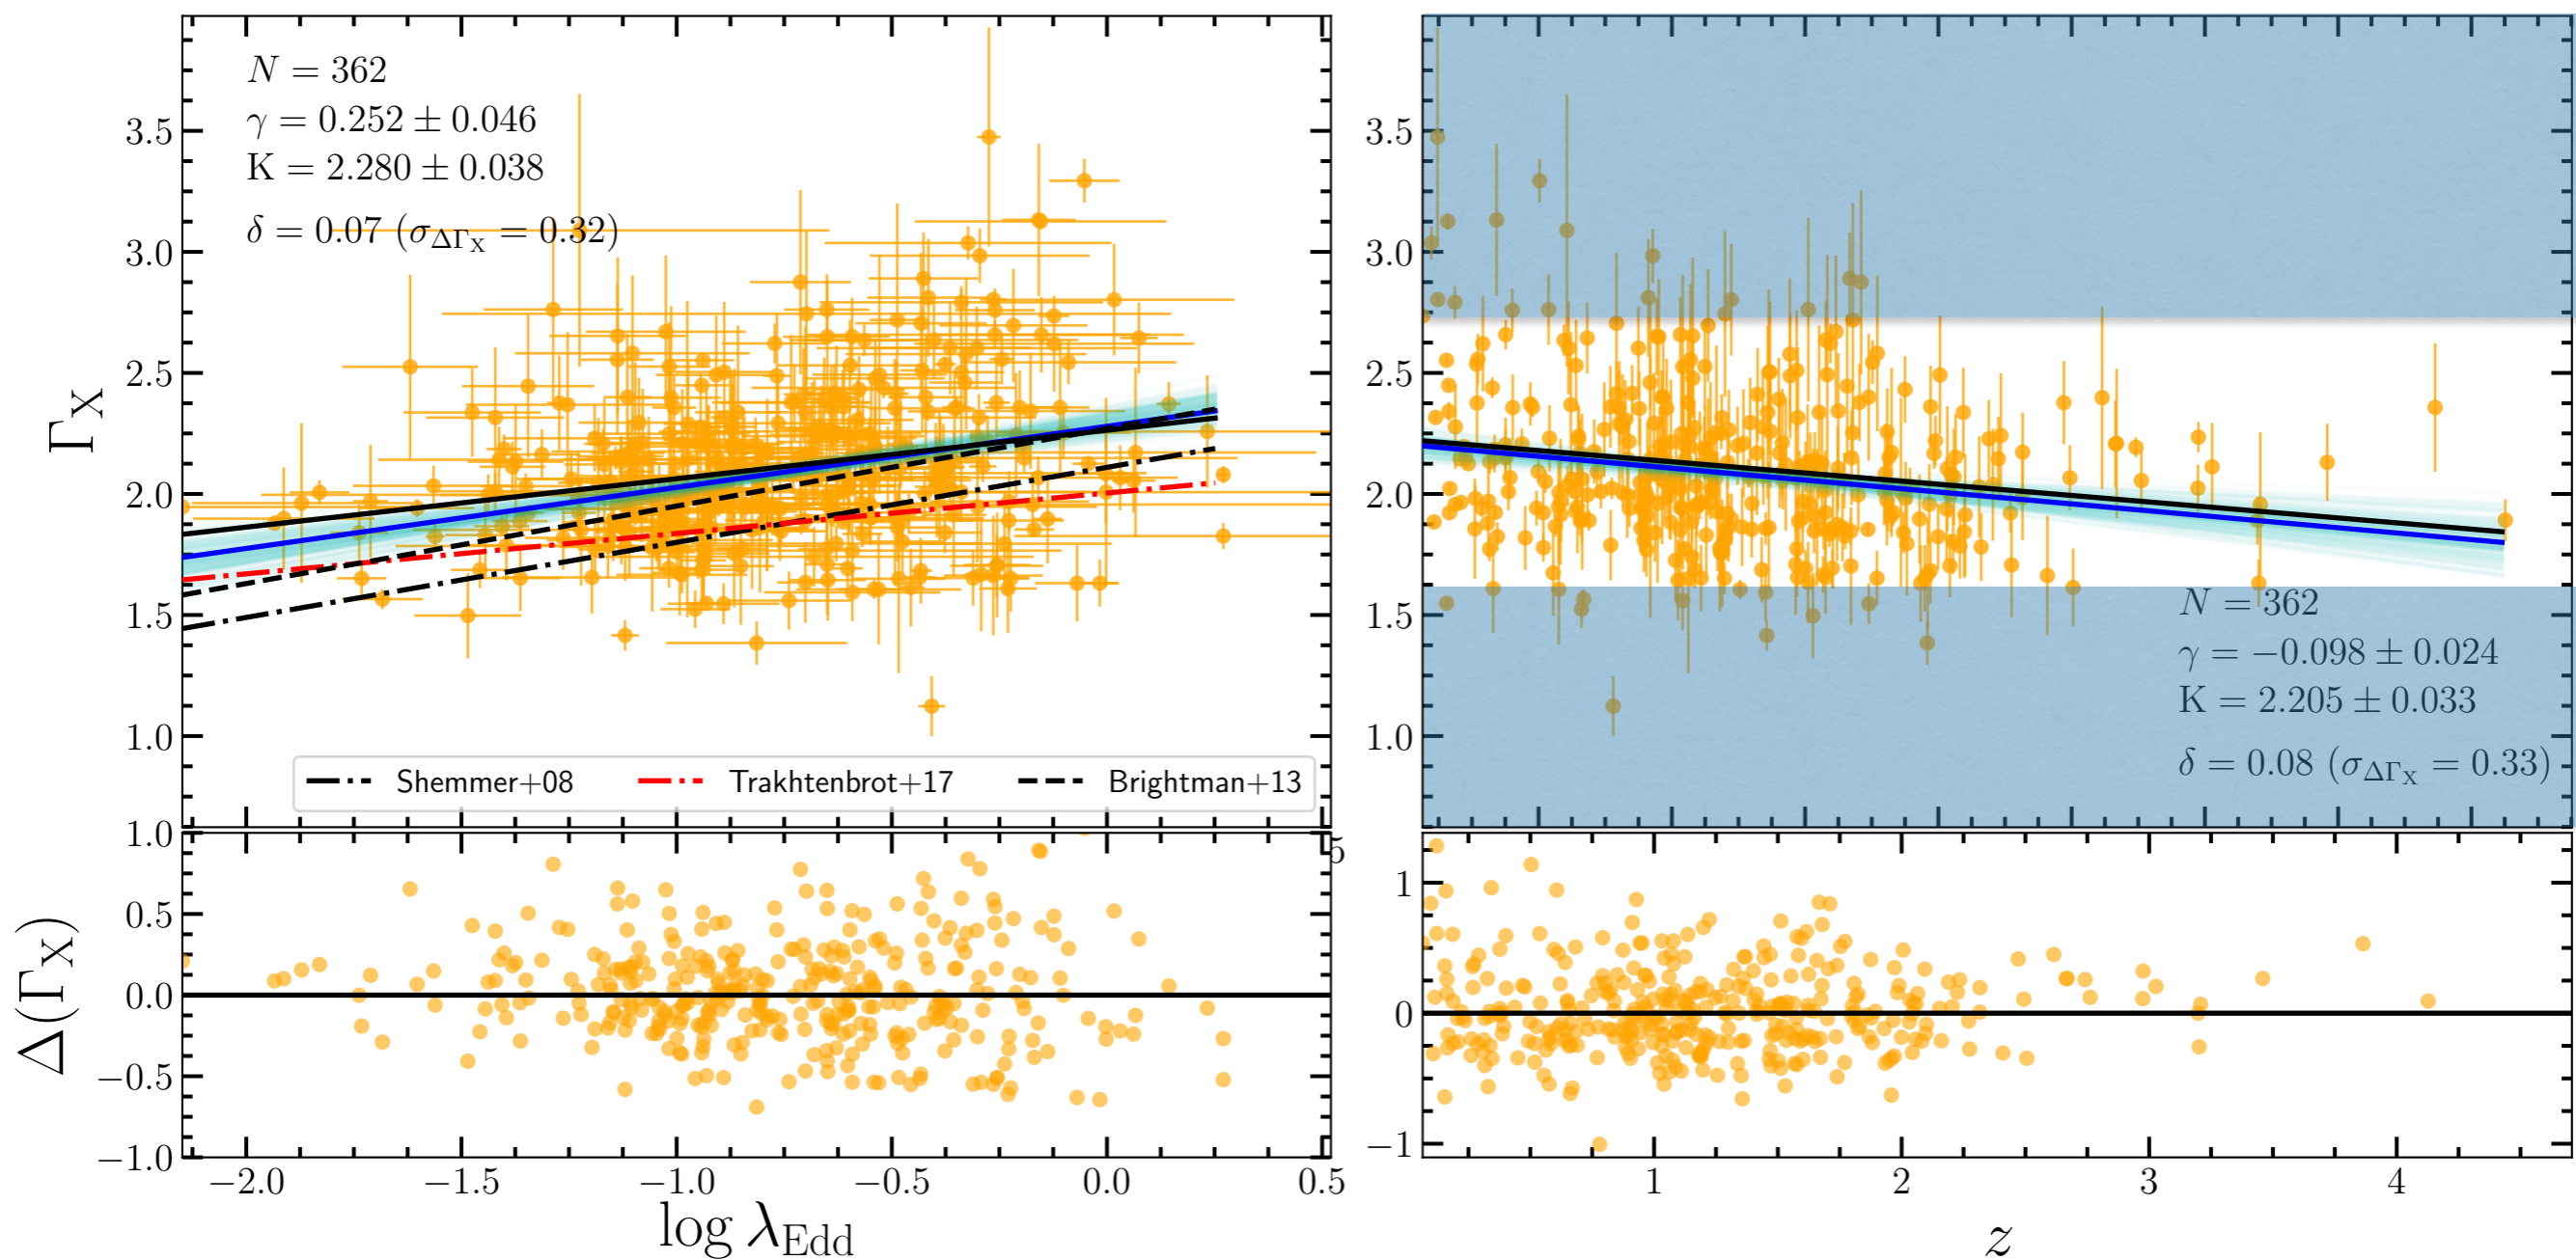 N = 362
γ = 0.252 ± 0.046
K = 2.280 ± 0.038
δ = 0.07 (σ_ΔΓ_X = 0.32)
3.5
3.0
2.5
2.0
1.5
1.0
Γ_X
Shemmer+08 Trakhtenbrot+17 Brightman+13
3.5
3.0
2.5
2.0
1.5
1.0
N = 362
γ = −0.098 ± 0.024
K = 2.205 ± 0.033
δ = 0.08 (σ_ΔΓ_X = 0.33)
1.0
0.5
0.0
−0.5
−1.0
Δ(Γ_X)
5
−2.0 −1.5 −1.0 −0.5 0.0 0.5
log λ_Edd
1
0
−1
1 2 3 4
z